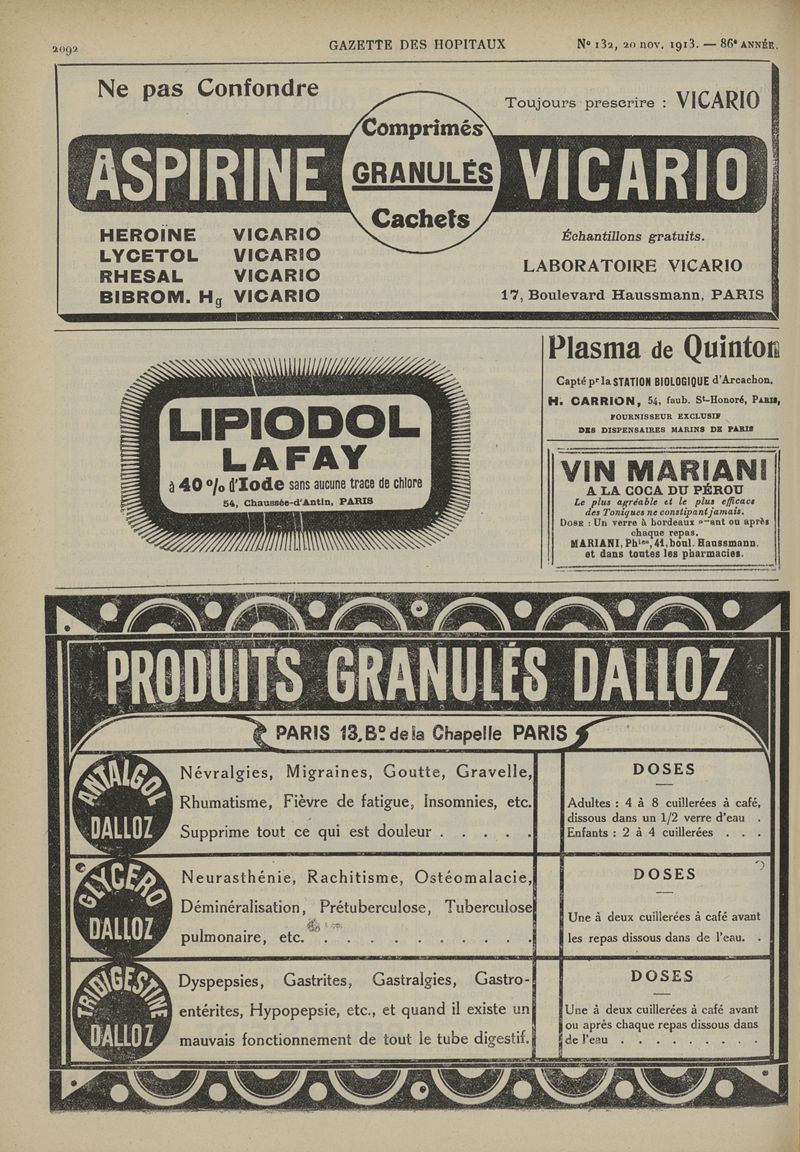 2092
GAZETTE DES HOPITAUX
Nº 132, 20 nov. 1913. — 86e ANNÉE.
Ne pas Confondre
Toujours prescrire : VICARIO
Comprimés
ASPIRINE GRANULÉS VICARIO
Cachets
HEROÏNE VICARIO
LYCETOL VICARIO
RHESAL VICARIO
BIBROM. Hg VICARIO
Échantillons gratuits.
LABORATOIRE VICARIO
17, Boulevard Haussmann, PARIS
LIPIODOL
LAFAY
à 40 % d'Iode sans aucune trace de chlore
54, Chaussée-d'Antin, PARIS
Plasma de Quinton
Capté pr la STATION BIOLOGIQUE d'Arcachon.
H. CARRION, 54, faub. St-Honoré, PARIS,
FOURNISSEUR EXCLUSIF
DES DISPENSAIRES MARINS DE PARIS
VIN MARIANI
A LA COCA DU PÉROU
Le plus agréable et le plus efficace
des Toniques ne constipant jamais.
DOSE : Un verre à bordeaux avant ou après
chaque repas.
MARIANI, Phien, 41, boul. Haussmann.
et dans toutes les pharmacies.
PRODUITS GRANULÉS DALLOZ
PARIS 13, Bd de la Chapelle PARIS
ANTALGOL
DALLOZ
Névralgies, Migraines, Goutte, Gravelle,
Rhumatisme, Fièvre de fatigue, Insomnies, etc.
Supprime tout ce qui est douleur . . . . .
DOSES
Adultes : 4 à 8 cuillerées à café,
dissous dans un 1/2 verre d'eau .
Enfants : 2 à 4 cuillerées . . .
GLYCERO
DALLOZ
Neurasthénie, Rachitisme, Ostéomalacie,
Déminéralisation, Prétuberculose, Tuberculose
pulmonaire, etc. . . . . . . . . . .
DOSES
Une à deux cuillerées à café avant
les repas dissous dans de l'eau. .
TRIDIGESTINE
DALLOZ
Dyspepsies, Gastrites, Gastralgies, Gastro-
entérites, Hypopepsie, etc., et quand il existe un
mauvais fonctionnement de tout le tube digestif.
DOSES
Une à deux cuillerées à café avant
ou après chaque repas dissous dans
de l'eau . . . . . . . . .